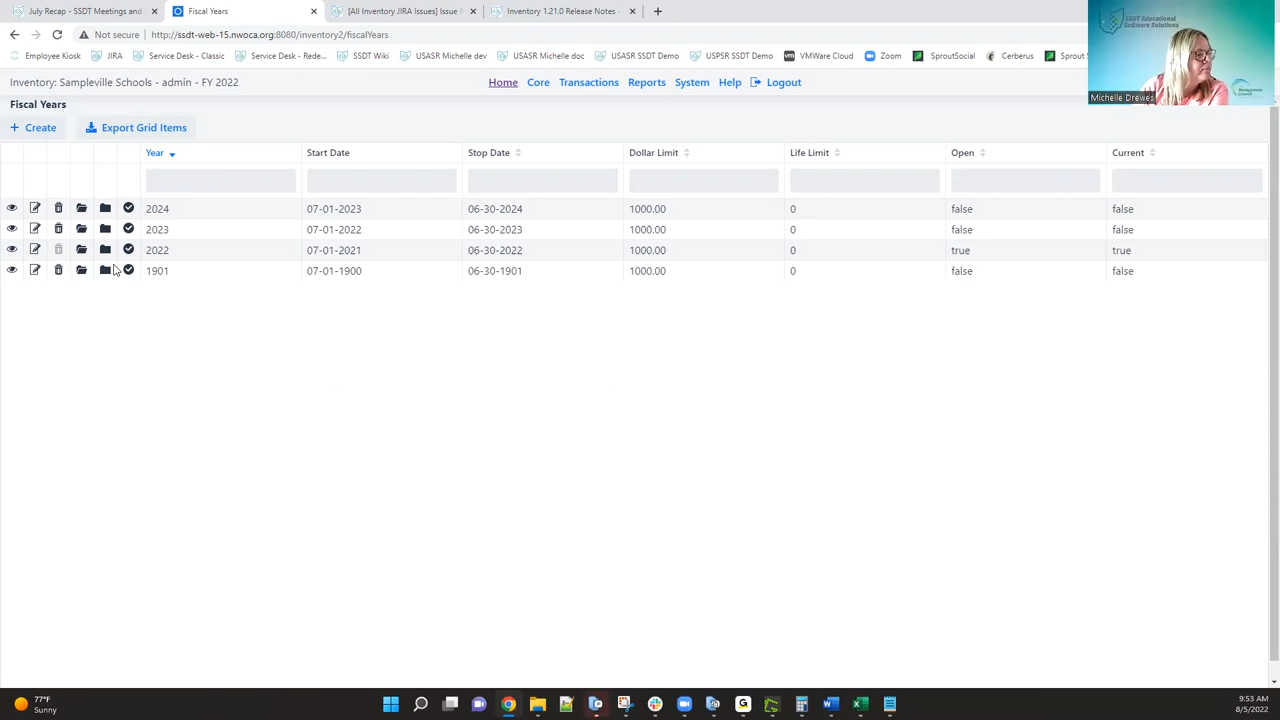 July Recap - SSDT Meetings and
Fiscal Years
[All Inventory JIRA Issues] Issue
Inventory 1.21.0 Release Notes -
Not secure
http://ssdt-web-15.nwoca.org:8080/inventory2/fiscalYears
Employee Kiosk
JIRA
Service Desk - Classic
Service Desk - Rede...
SSDT Wiki
USASR Michelle dev
USASR Michelle doc
USASR SSDT Demo
USPSR SSDT Demo
VMWare Cloud
Zoom
SproutSocial
Cerberus
Sprout S
SSDT Educational
Software Solutions
Management
Council
Michelle Drewes
Inventory: Sampleville Schools - admin - FY 2022
Home
Core
Transactions
Reports
System
Help
Logout
Fiscal Years
Create
Export Grid Items
Year Start Date Stop Date Dollar Limit Life Limit Open Current
2024 07-01-2023 06-30-2024 1000.00 0 false false
2023 07-01-2022 06-30-2023 1000.00 0 false false
2022 07-01-2021 06-30-2022 1000.00 0 true true
1901 07-01-1900 06-30-1901 1000.00 0 false false
77°F
Sunny
9:53 AM
8/5/2022